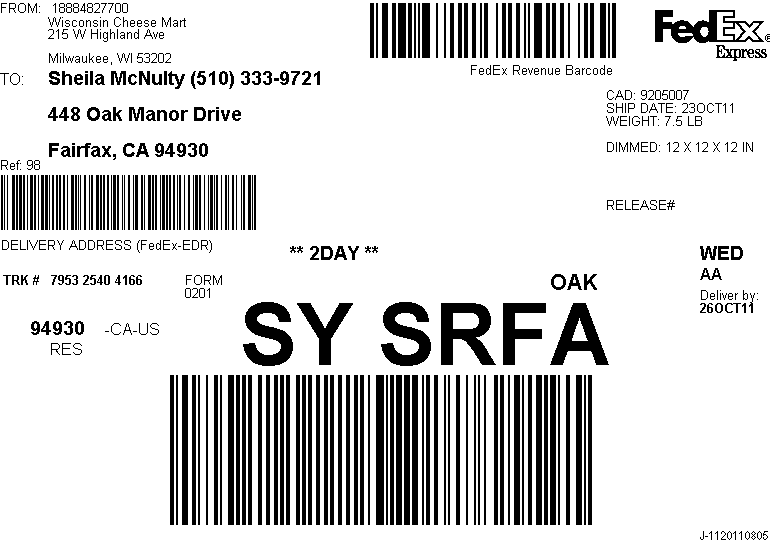 FROM: 18884827700
Wisconsin Cheese Mart
215 W Highland Ave
Milwaukee, WI 53202
TO: Sheila McNulty (510) 333-9721
448 Oak Manor Drive
Fairfax, CA 94930
Ref: 98
FedEx Revenue Barcode
FedEx®
Express
CAD: 9205007
SHIP DATE: 23OCT11
WEIGHT: 7.5 LB
DIMMED: 12 X 12 X 12 IN
RELEASE#
DELIVERY ADDRESS (FedEx-EDR)
** 2DAY **
WED
TRK # 7953 2540 4166
FORM
0201
OAK
AA
Deliver by:
26OCT11
94930 -CA-US
RES
SY SRFA
J-1120110805